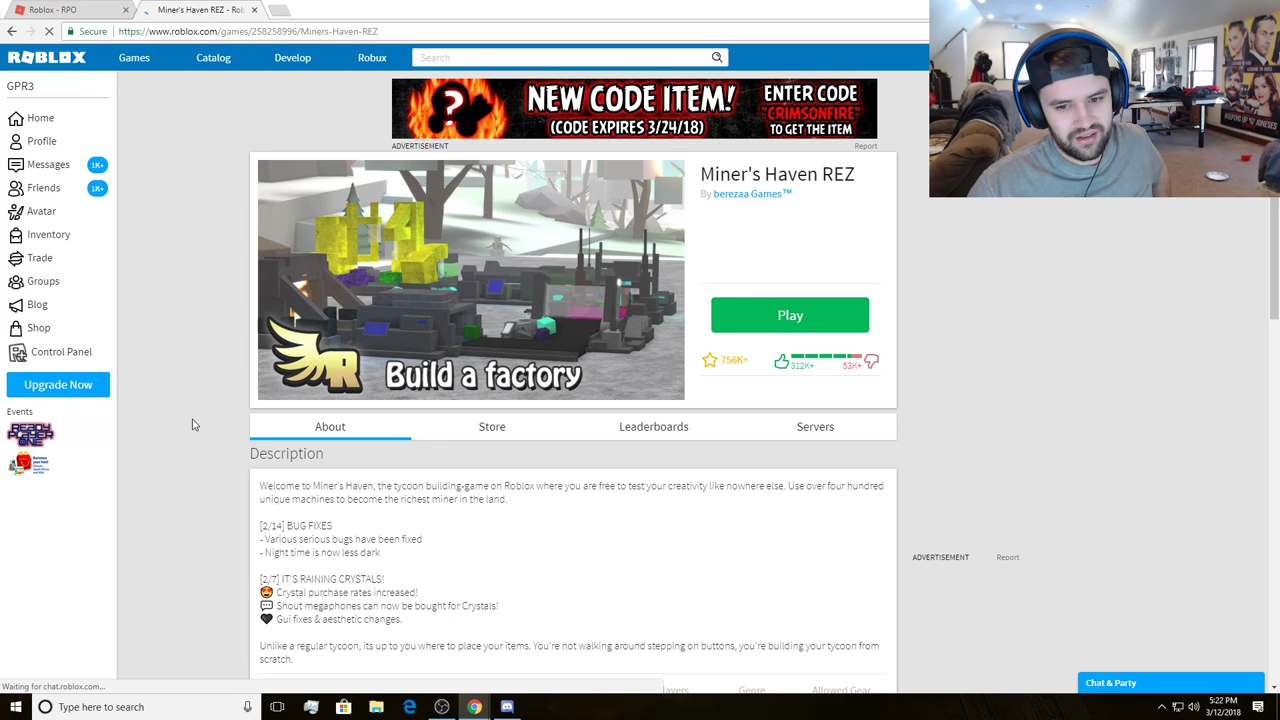 Roblox - RPO
Miner's Haven REZ - Rob
Secure
https://www.roblox.com/games/258258996/Miners-Haven-REZ
ROBLOX
Games
Catalog
Develop
Robux
Search
GPR3
Home
Profile
Messages
1K+
Friends
1K+
Avatar
Inventory
Trade
Groups
Blog
Shop
Control Panel
Upgrade Now
Events
READY
PLAYER
ONE
NEW CODE ITEM!
(CODE EXPIRES 3/24/18)
ENTER CODE
"CRIMSONFIRE"
TO GET THE ITEM
ADVERTISEMENT
Report
R
Build a factory
Miner's Haven REZ
By berezaa Games™
Play
756K+
312K+
53K+
About
Store
Leaderboards
Servers
Description
Welcome to Miner's Haven, the tycoon building-game on Roblox where you are free to test your creativity like nowhere else. Use over four hundred
unique machines to become the richest miner in the land.
[2/14] BUG FIXES
- Various serious bugs have been fixed
- Night time is now less dark
[2/7] IT'S RAINING CRYSTALS!
Crystal purchase rates increased!
Shout megaphones can now be bought for Crystals!
Gui fixes & aesthetic changes.
Unlike a regular tycoon, its up to you where to place your items. You're not walking around stepping on buttons, you're building your tycoon from
scratch.
Genre
Allowed Gear
ADVERTISEMENT
Report
KEEPING UP
JONESES
Chat & Party
Waiting for chat.roblox.com...
Type here to search
5:22 PM
3/12/2018